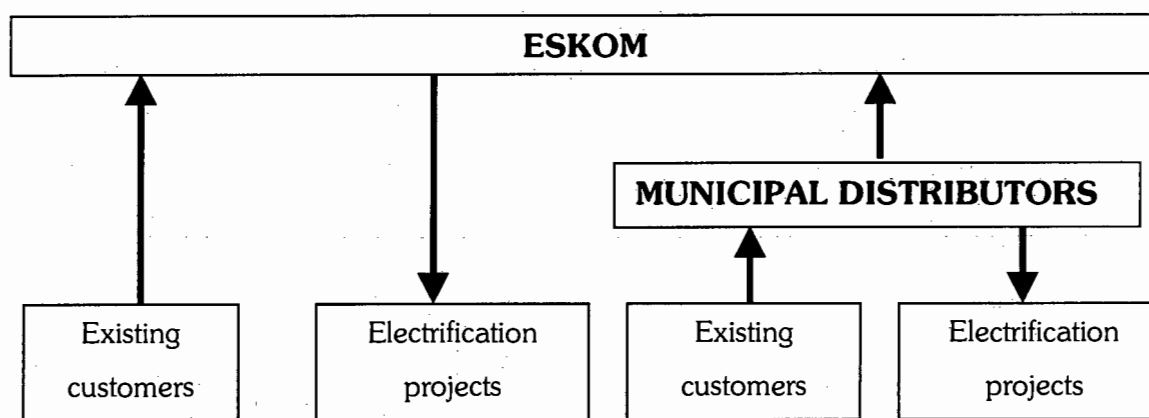 ESKOM
MUNICIPAL DISTRIBUTORS
Existing
customers
Electrification
projects
Existing
customers
Electrification
projects